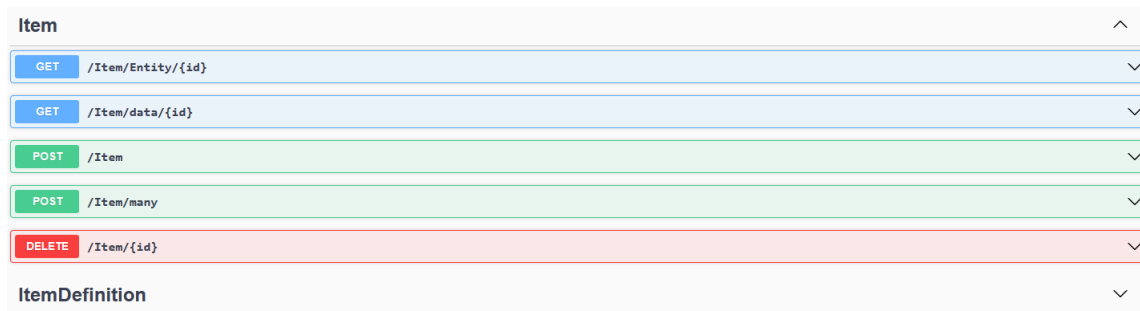 Item
GET /Item/Entity/{id}
GET /Item/data/{id}
POST /Item
POST /Item/many
DELETE /Item/{id}
ItemDefinition